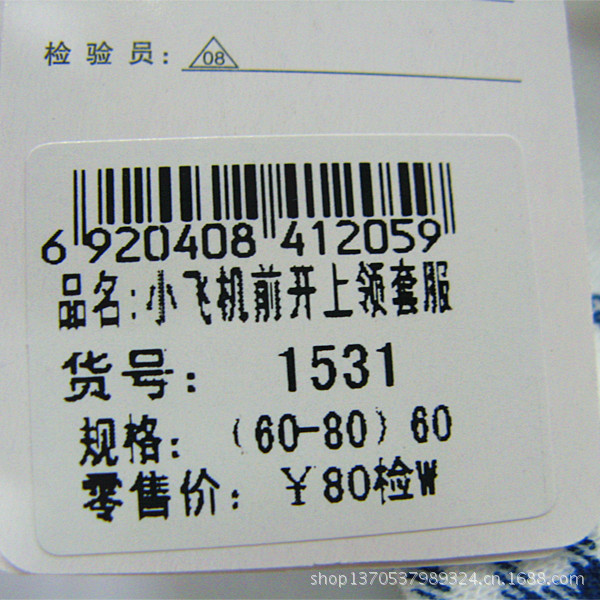 检验员: 08
6 920408 412059
品名:小飞机前开上领套服
货号: 1531
规格: (60-80) 60
零售价: ¥80检W
shop1370537989324.cn.1688.com